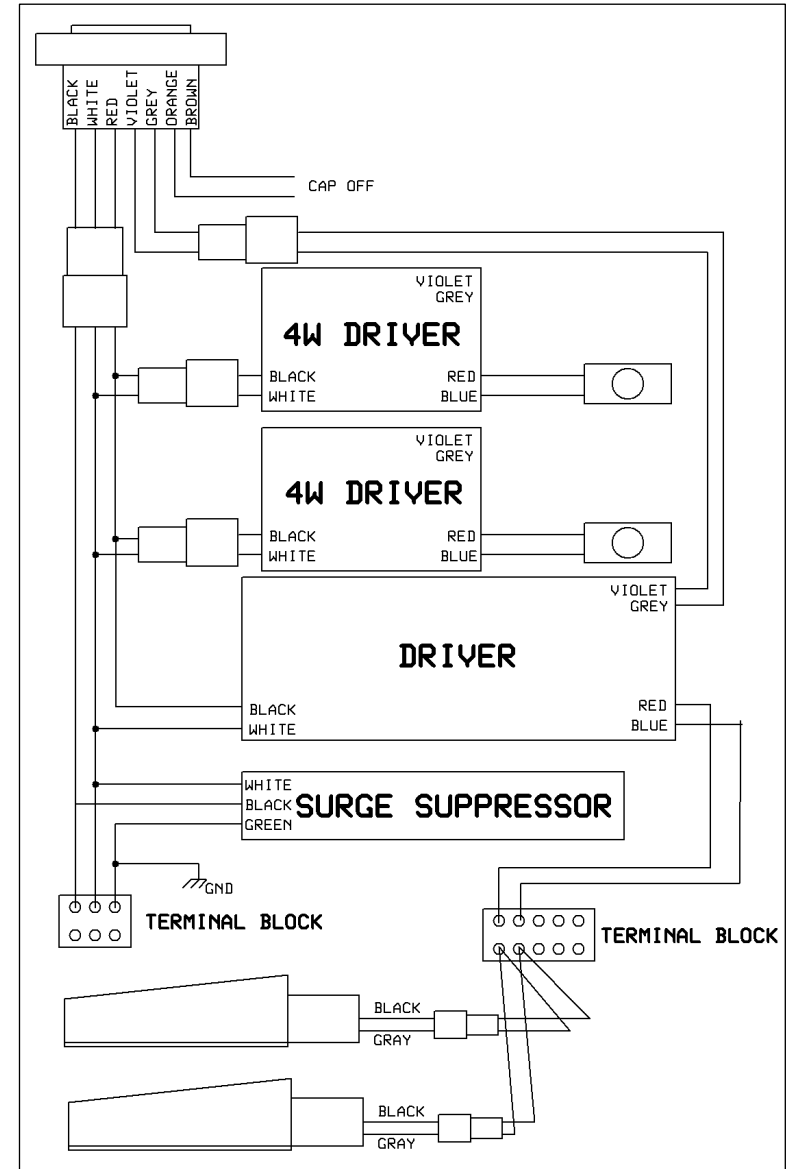 BLACK
WHITE
RED
VIOLET
GREY
ORANGE
BROWN
CAP OFF
VIOLET
GREY
4W DRIVER
BLACK
WHITE
RED
BLUE
VIOLET
GREY
4W DRIVER
BLACK
WHITE
RED
BLUE
VIOLET
GREY
DRIVER
BLACK
WHITE
RED
BLUE
WHITE
BLACK
GREEN
SURGE SUPPRESSOR
GND
TERMINAL BLOCK
TERMINAL BLOCK
BLACK
GRAY
BLACK
GRAY